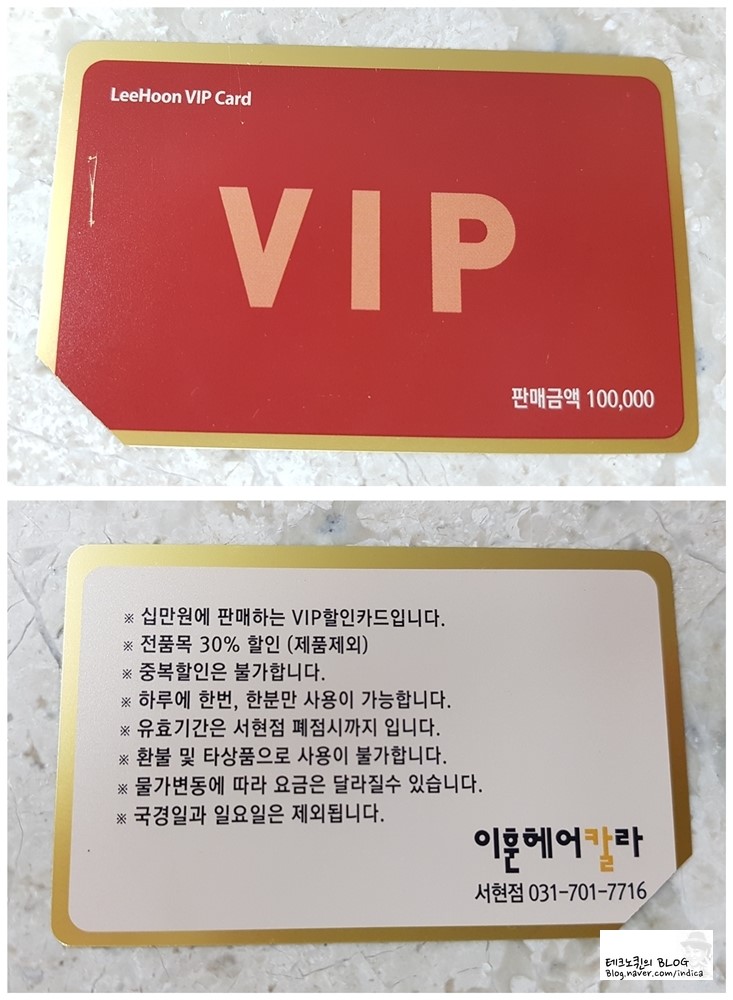 LeeHoon VIP Card
VIP
판매금액 100,000
※ 십만원에 판매하는 VIP할인카드입니다.
※ 전품목 30% 할인 (제품제외)
※ 중복할인은 불가합니다.
※ 하루에 한번, 한분만 사용이 가능합니다.
※ 유효기간은 서현점 폐점시까지 입니다.
※ 환불 및 타상품으로 사용이 불가합니다.
※ 물가변동에 따라 요금은 달라질수 있습니다.
※ 국경일과 일요일은 제외됩니다.
이훈헤어칼라
서현점 031-701-7716
테크노퀸의 BLOG
Blog.naver.com/indica